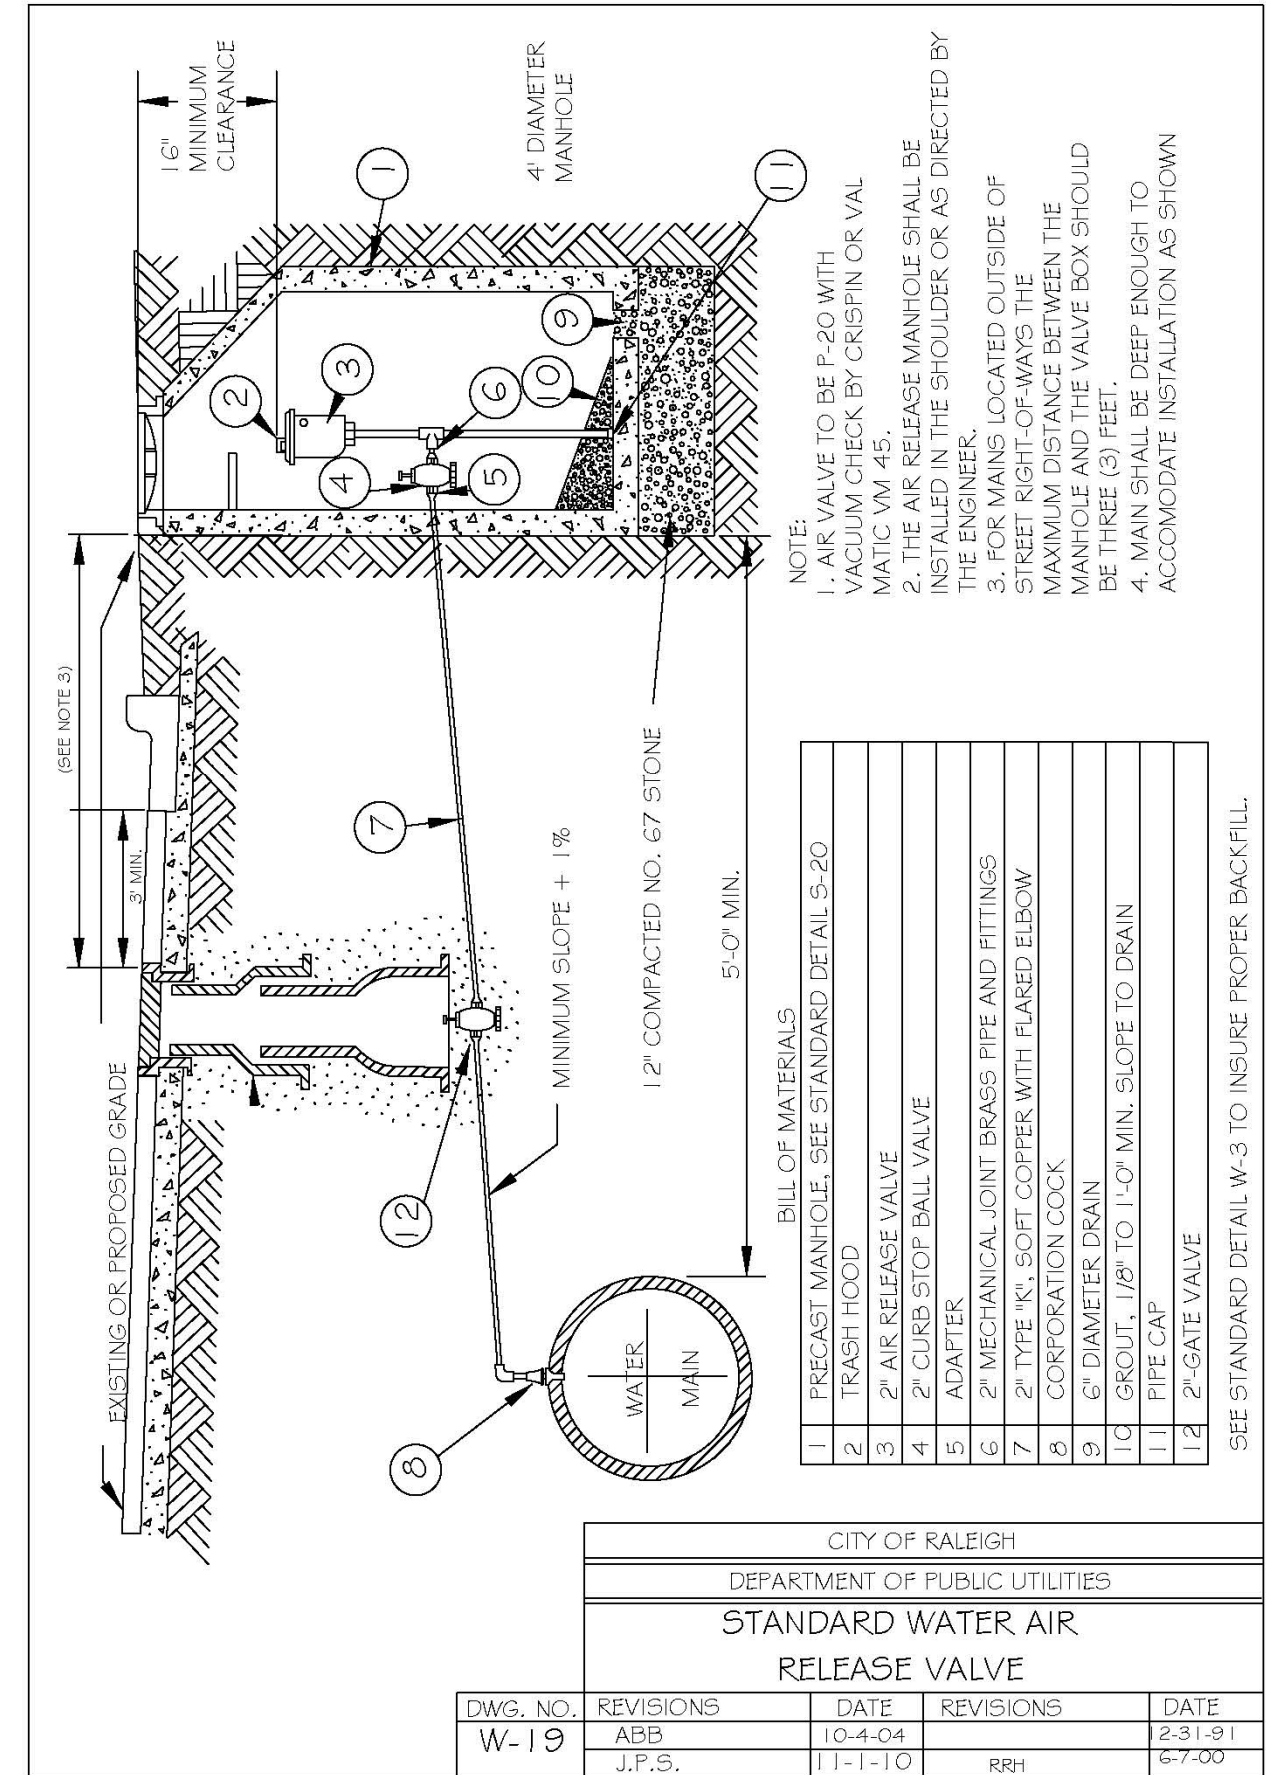 16"
MINIMUM
CLEARANCE
4' DIAMETER
MANHOLE
(SEE NOTE 3)
3' MIN.
EXISTING OR PROPOSED GRADE
1
2
3
4
5
6
7
8
9
10
11
12
MINIMUM SLOPE + 1%
12" COMPACTED NO. 67 STONE
5'-0" MIN.
WATER
MAIN
NOTE:
1. AIR VALVE TO BE P-20 WITH
VACUUM CHECK BY CRISPIN OR VAL
MATIC VM 45.
2. THE AIR RELEASE MANHOLE SHALL BE
INSTALLED IN THE SHOULDER OR AS DIRECTED BY
THE ENGINEER.
3. FOR MAINS LOCATED OUTSIDE OF
STREET RIGHT-OF-WAYS THE
MAXIMUM DISTANCE BETWEEN THE
MANHOLE AND THE VALVE BOX SHOULD
BE THREE (3) FEET.
4. MAIN SHALL BE DEEP ENOUGH TO
ACCOMODATE INSTALLATION AS SHOWN
BILL OF MATERIALS
1 PRECAST MANHOLE, SEE STANDARD DETAIL S-20
2 TRASH HOOD
3 2" AIR RELEASE VALVE
4 2" CURB STOP BALL VALVE
5 ADAPTER
6 2" MECHANICAL JOINT BRASS PIPE AND FITTINGS
7 2" TYPE "K", SOFT COPPER WITH FLARED ELBOW
8 CORPORATION COCK
9 6" DIAMETER DRAIN
10 GROUT, 1/8" TO 1'-0" MIN. SLOPE TO DRAIN
11 PIPE CAP
12 2"-GATE VALVE
SEE STANDARD DETAIL W-3 TO INSURE PROPER BACKFILL.
CITY OF RALEIGH
DEPARTMENT OF PUBLIC UTILITIES
STANDARD WATER AIR
RELEASE VALVE
DWG. NO. REVISIONS DATE REVISIONS DATE
W-19 ABB 10-4-04 12-31-91
J.P.S. 11-1-10 RRH 6-7-00